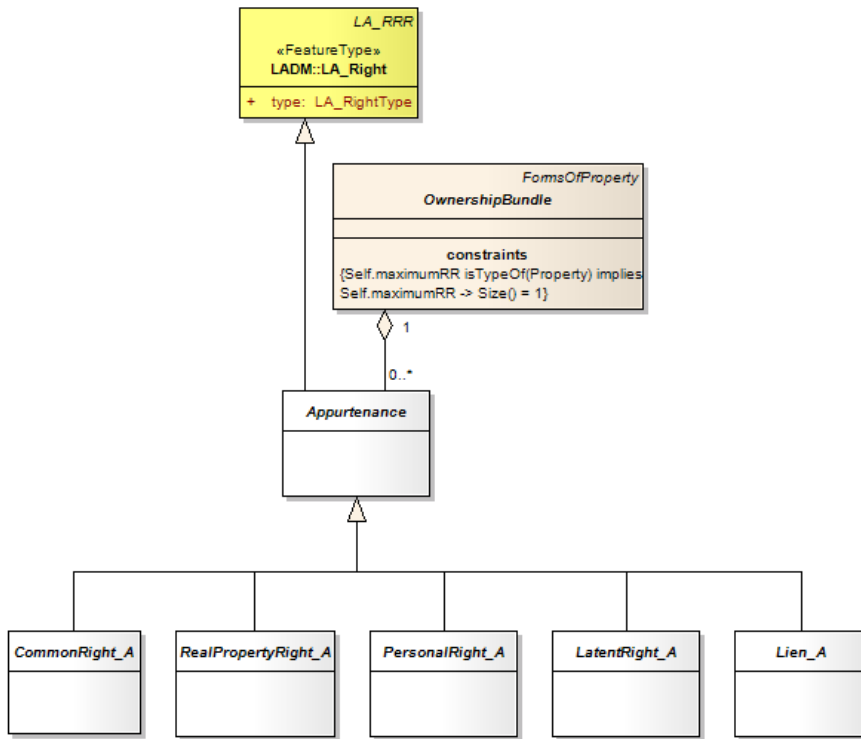 LA_RRR
«FeatureType»
LADM::LA_Right
+ type: LA_RightType
FormsOfProperty
OwnershipBundle
constraints
{Self.maximumRR isTypeOf(Property) implies
Self.maximumRR -> Size() = 1}
1
0..*
Appurtenance
CommonRight_A
RealPropertyRight_A
PersonalRight_A
LatentRight_A
Lien_A